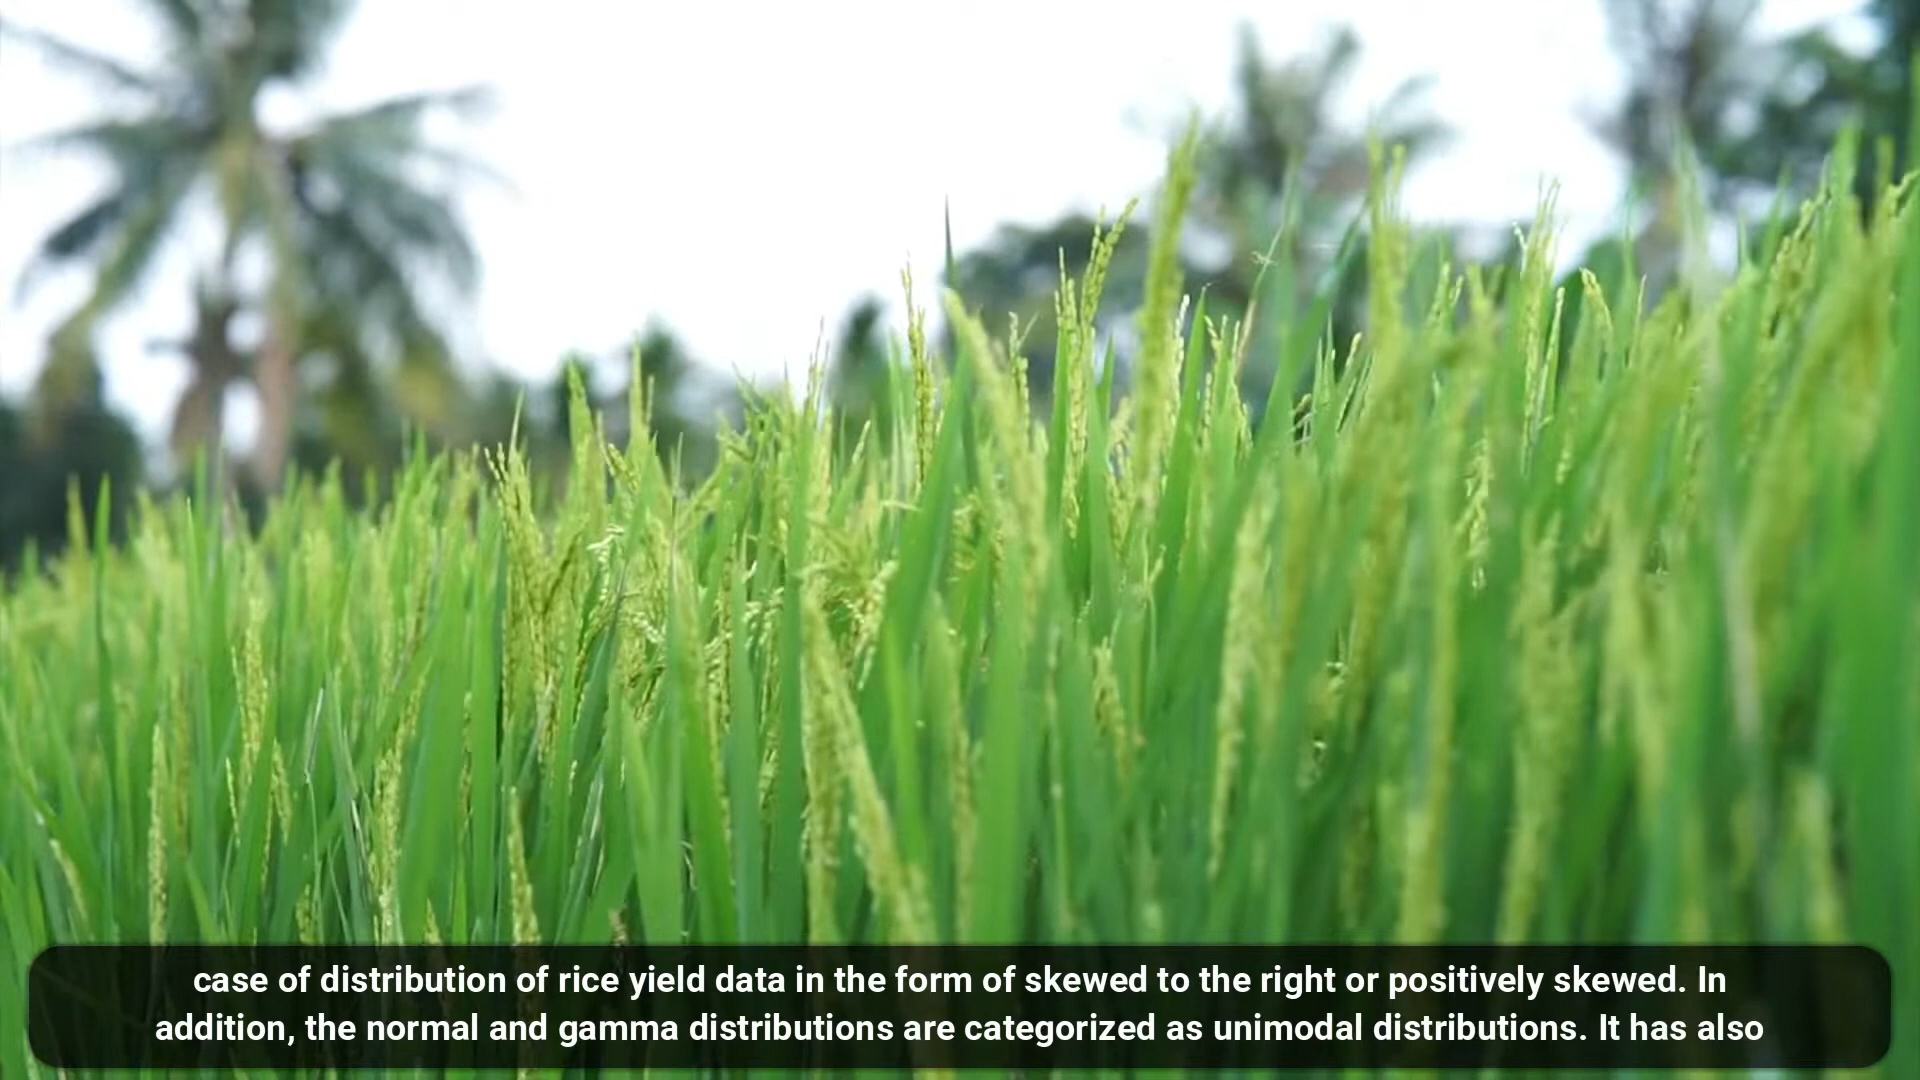 case of distribution of rice yield data in the form of skewed to the right or positively skewed. In
addition, the normal and gamma distributions are categorized as unimodal distributions. It has also